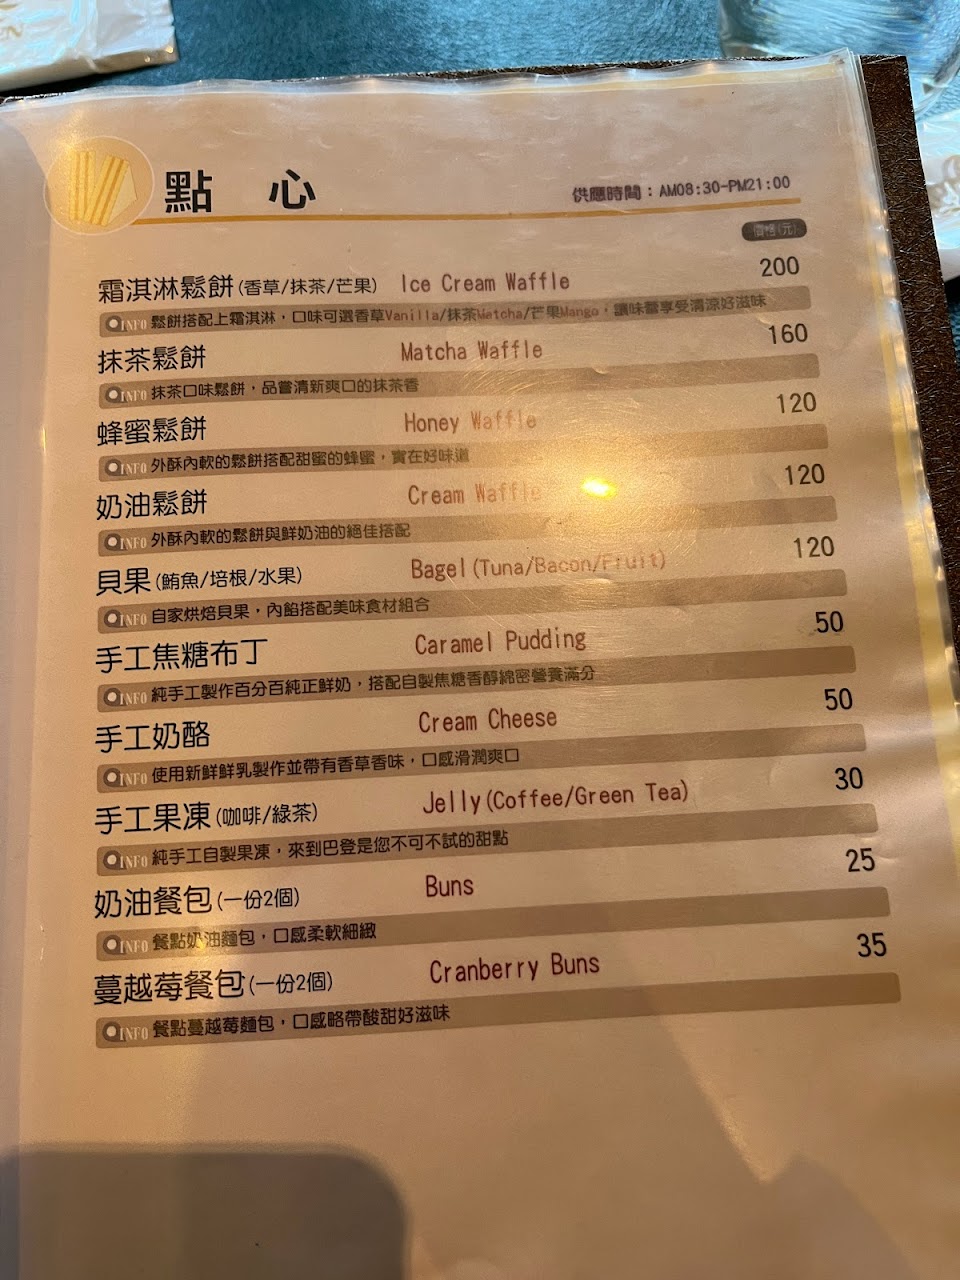 點 心
供應時間：AM08:30-PM21:00
價格(元)
霜淇淋鬆餅(香草/抹茶/芒果) Ice Cream Waffle 200
INFO 鬆餅搭配上霜淇淋，口味可選香草Vanilla/抹茶Matcha/芒果Mango，讓味蕾享受清涼好滋味
抹茶鬆餅 Matcha Waffle 160
INFO 抹茶口味鬆餅，品嘗清新爽口的抹茶香
蜂蜜鬆餅 Honey Waffle 120
INFO 外酥內軟的鬆餅搭配甜蜜的蜂蜜，實在好味道
奶油鬆餅 Cream Waffle 120
INFO 外酥內軟的鬆餅與鮮奶油的絕佳搭配
貝果(鮪魚/培根/水果) Bagel(Tuna/Bacon/Fruit) 120
INFO 自家烘焙貝果，內餡搭配美味食材組合
手工焦糖布丁 Caramel Pudding 50
INFO 純手工製作百分百純正鮮奶，搭配自製焦糖香醇綿密營養滿分
手工奶酪 Cream Cheese 50
INFO 使用新鮮鮮乳製作並帶有香草香味，口感滑潤爽口
手工果凍(咖啡/綠茶) Jelly(Coffee/Green Tea) 30
INFO 純手工自製果凍，來到巴登是您不可不試的甜點
奶油餐包(一份2個) Buns 25
INFO 餐點奶油麵包，口感柔軟細緻
蔓越莓餐包(一份2個) Cranberry Buns 35
INFO 餐點蔓越莓麵包，口感略帶酸甜好滋味